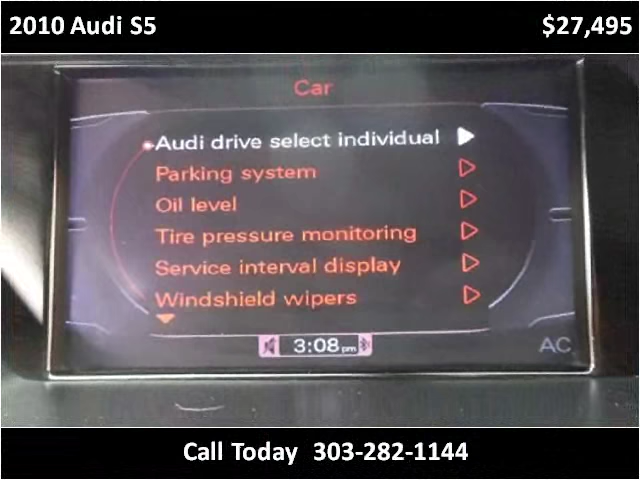 2010 Audi S5 $27,495
Car
Audi drive select individual
Parking system
Oil level
Tire pressure monitoring
Service interval display
Windshield wipers
3:08 pm
AC
Call Today 303-282-1144